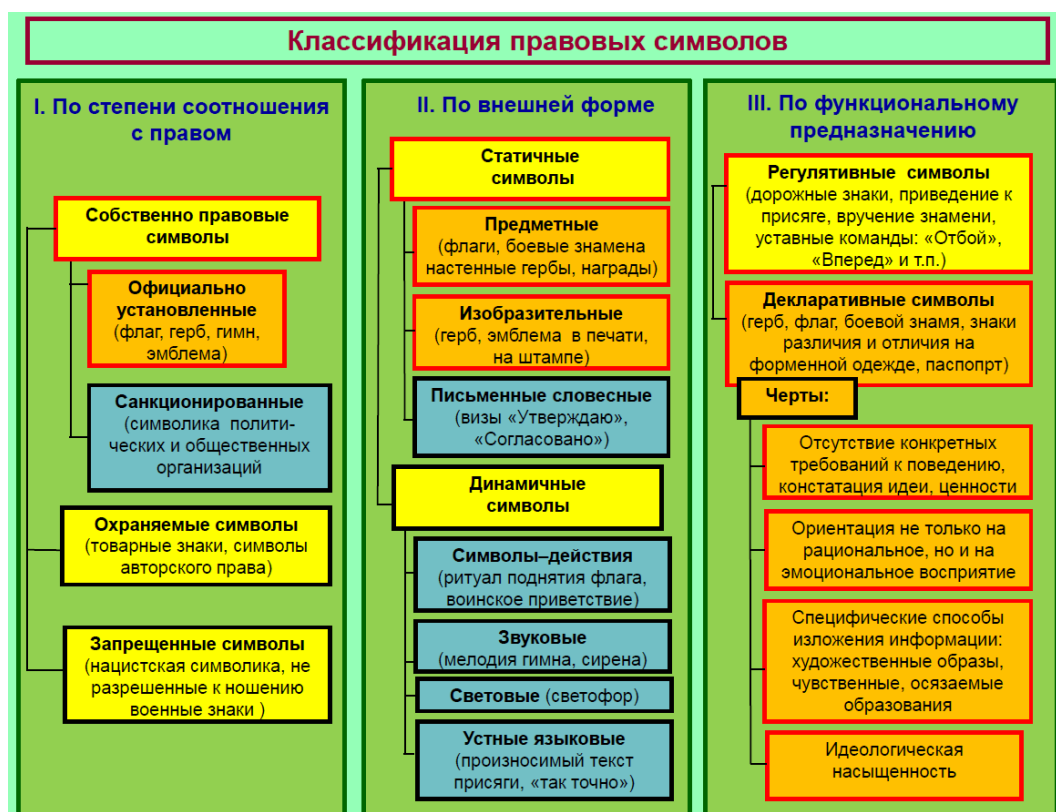 Классификация правовых символов
I. По степени соотношения
с правом
Собственно правовые
символы
Официально
установленные
(флаг, герб, гимн,
эмблема)
Санкционированные
(символика полити-
ческих и общественных
организаций
Охраняемые символы
(товарные знаки, символы
авторского права)
Запрещенные символы
(нацистская символика, не
разрешенные к ношению
военные знаки )
II. По внешней форме
Статичные
символы
Предметные
(флаги, боевые знамена
настенные гербы, награды)
Изобразительные
(герб, эмблема в печати,
на штампе)
Письменные словесные
(визы «Утверждаю»,
«Согласовано»)
Динамичные
символы
Символы–действия
(ритуал поднятия флага,
воинское приветствие)
Звуковые
(мелодия гимна, сирена)
Световые (светофор)
Устные языковые
(произносимый текст
присяги, «так точно»)
III. По функциональному
предназначению
Регулятивные символы
(дорожные знаки, приведение к
присяге, вручение знамени,
уставные команды: «Отбой»,
«Вперед» и т.п.)
Декларативные символы
(герб, флаг, боевой знамя, знаки
различия и отличия на
форменной одежде, паспопрт)
Черты:
Отсутствие конкретных
требований к поведению,
констатация идеи, ценности
Ориентация не только на
рациональное, но и на
эмоциональное восприятие
Специфические способы
изложения информации:
художественные образы,
чувственные, осязаемые
образования
Идеологическая
насыщенность